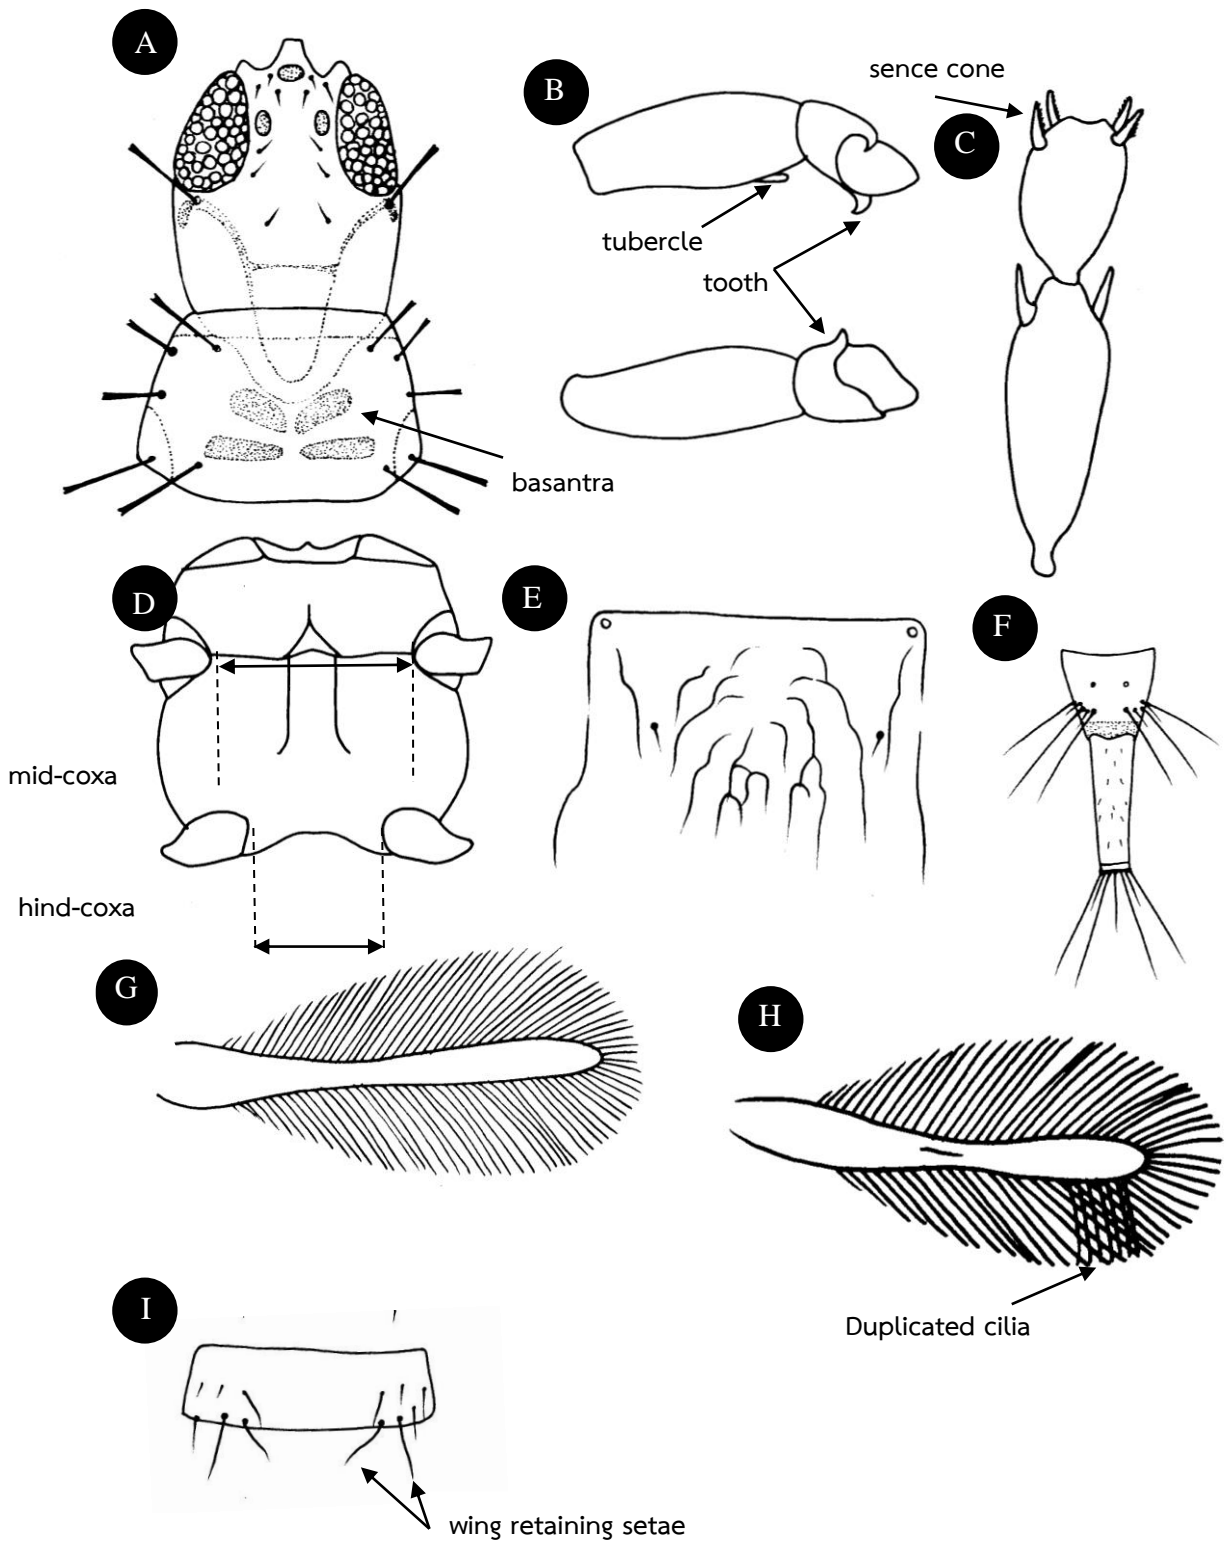 A
B
sence cone
C
tubercle
tooth
basantra
D
E
F
mid-coxa
hind-coxa
G
H
Duplicated cilia
I
wing retaining setae